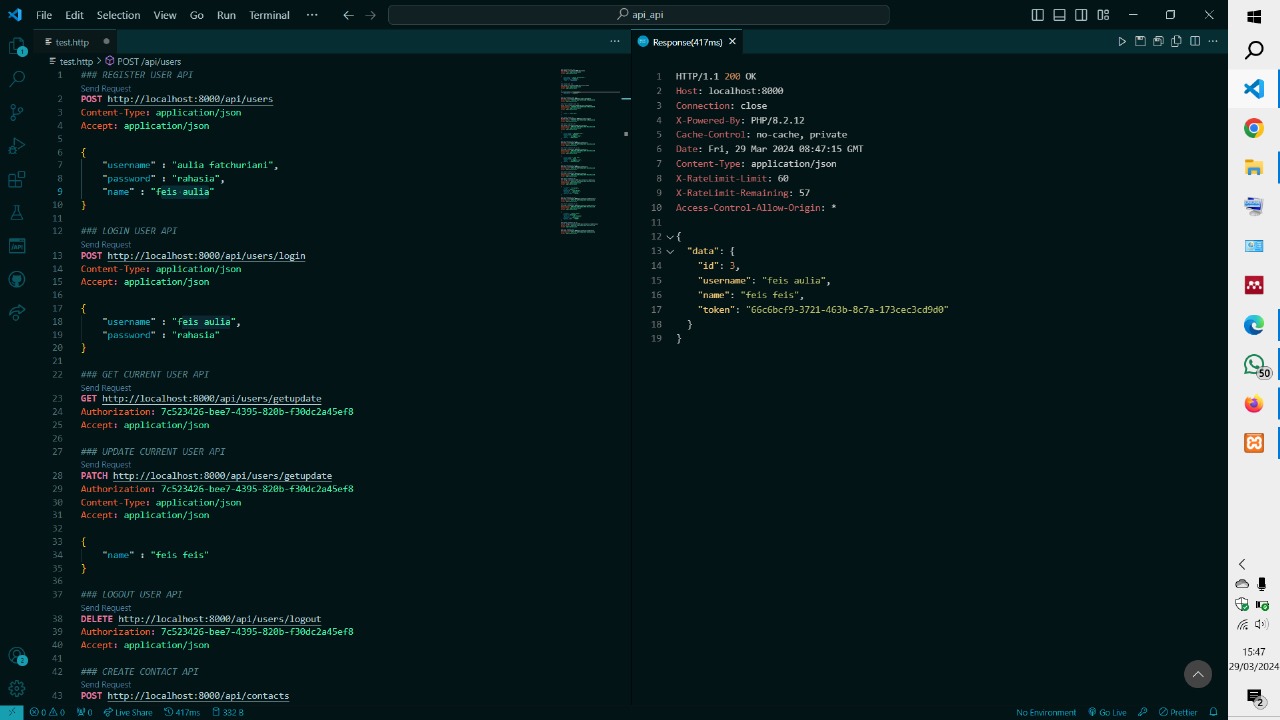 File Edit Selection View Go Run Terminal ··· api_api
test.http ● ···
test.http > POST /api/users
1 ### REGISTER USER API
Send Request
2 POST http://localhost:8000/api/users
3 Content-Type: application/json
4 Accept: application/json
5
6 {
7 "username" : "aulia fatchuriani",
8 "password" : "rahasia",
9 "name" : "feis aulia"
10 }
11
12 ### LOGIN USER API
Send Request
13 POST http://localhost:8000/api/users/login
14 Content-Type: application/json
15 Accept: application/json
16
17 {
18 "username" : "feis aulia",
19 "password" : "rahasia"
20 }
21
22 ### GET CURRENT USER API
Send Request
23 GET http://localhost:8000/api/users/getupdate
24 Authorization: 7c523426-bee7-4395-820b-f30dc2a45ef8
25 Accept: application/json
26
27 ### UPDATE CURRENT USER API
Send Request
28 PATCH http://localhost:8000/api/users/getupdate
29 Authorization: 7c523426-bee7-4395-820b-f30dc2a45ef8
30 Content-Type: application/json
31 Accept: application/json
32
33 {
34 "name" : "feis feis"
35 }
36
37 ### LOGOUT USER API
Send Request
38 DELETE http://localhost:8000/api/users/logout
39 Authorization: 7c523426-bee7-4395-820b-f30dc2a45ef8
40 Accept: application/json
41
42 ### CREATE CONTACT API
Send Request
43 POST http://localhost:8000/api/contacts
Response(417ms) ···
1 HTTP/1.1 200 OK
2 Host: localhost:8000
3 Connection: close
4 X-Powered-By: PHP/8.2.12
5 Cache-Control: no-cache, private
6 Date: Fri, 29 Mar 2024 08:47:15 GMT
7 Content-Type: application/json
8 X-RateLimit-Limit: 60
9 X-RateLimit-Remaining: 57
10 Access-Control-Allow-Origin: *
11
12 {
13 "data": {
14 "id": 3,
15 "username": "feis aulia",
16 "name": "feis feis",
17 "token": "66c6bcf9-3721-463b-8c7a-173cec3cd9d0"
18 }
19 }
0 0 0 Live Share 417ms 332 B No Environment Go Live Prettier
1
2
50
15:47
29/03/2024
2